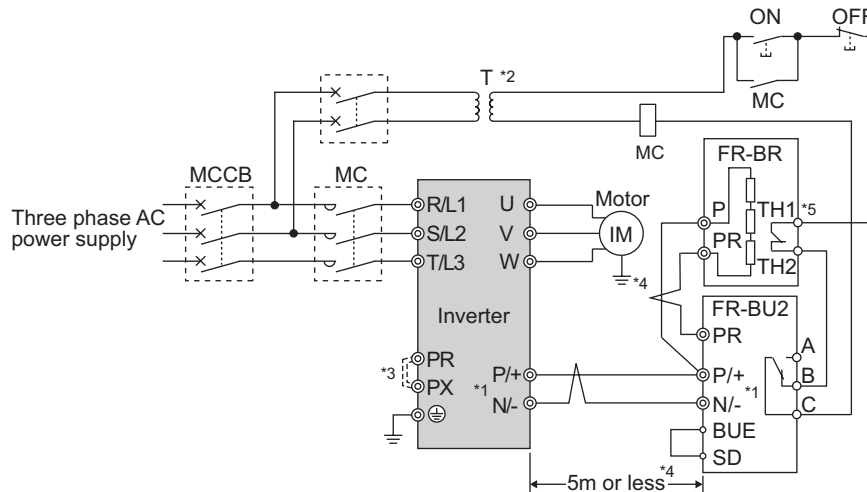 ON
OFF
T *2
MC
MC
FR-BR
MCCB
MC
Three phase AC
power supply
R/L1
S/L2
T/L3
U
V
W
Motor
IM
*4
P
PR
TH1 *5
TH2
Inverter
FR-BU2
PR
A
B
C
*3
PR
PX
*1
P/+
N/-
P/+
*1
N/-
BUE
SD
5m or less *4